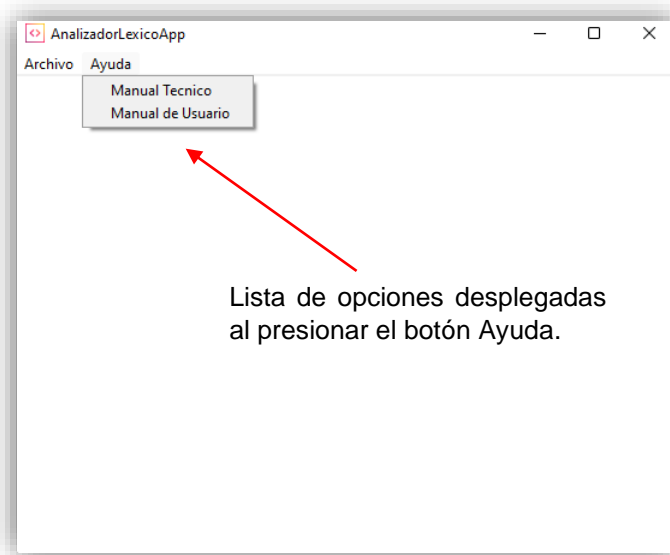 AnalizadorLexicoApp
Archivo Ayuda
Manual Tecnico
Manual de Usuario
Lista de opciones desplegadas
al presionar el botón Ayuda.